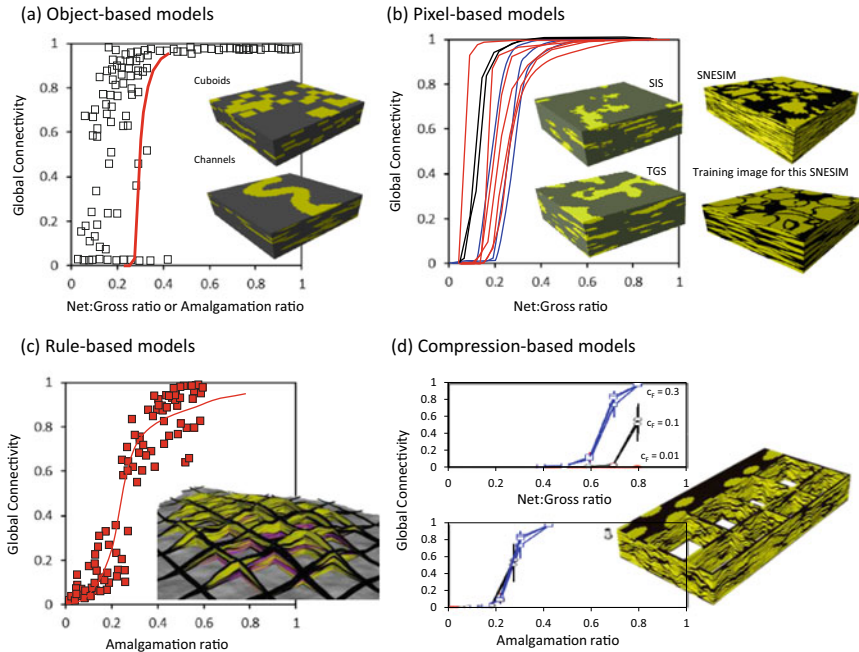 (a) Object-based models
Global Connectivity
1
0.8
0.6
0.4
0.2
0
0
0.2
0.4
0.6
0.8
1
Net:Gross ratio or Amalgamation ratio
Cuboids
Channels
(b) Pixel-based models
Global Connectivity
1
0.8
0.6
0.4
0.2
0
0
0.2
0.4
0.6
0.8
1
Net:Gross ratio
SIS
TGS
SNESIM
Training image for this SNESIM
(c) Rule-based models
Global Connectivity
1
0.8
0.6
0.4
0.2
0
0
0.2
0.4
0.6
0.8
1
Amalgamation ratio
(d) Compression-based models
Global Connectivity
1
0.8
0.6
0.4
0.2
0
0
0.2
0.4
0.6
0.8
1
Net:Gross ratio
cF = 0.3
cF = 0.1
cF = 0.01
1
0.8
0.6
0.4
0.2
0
0
0.2
0.4
0.6
0.8
1
Amalgamation ratio